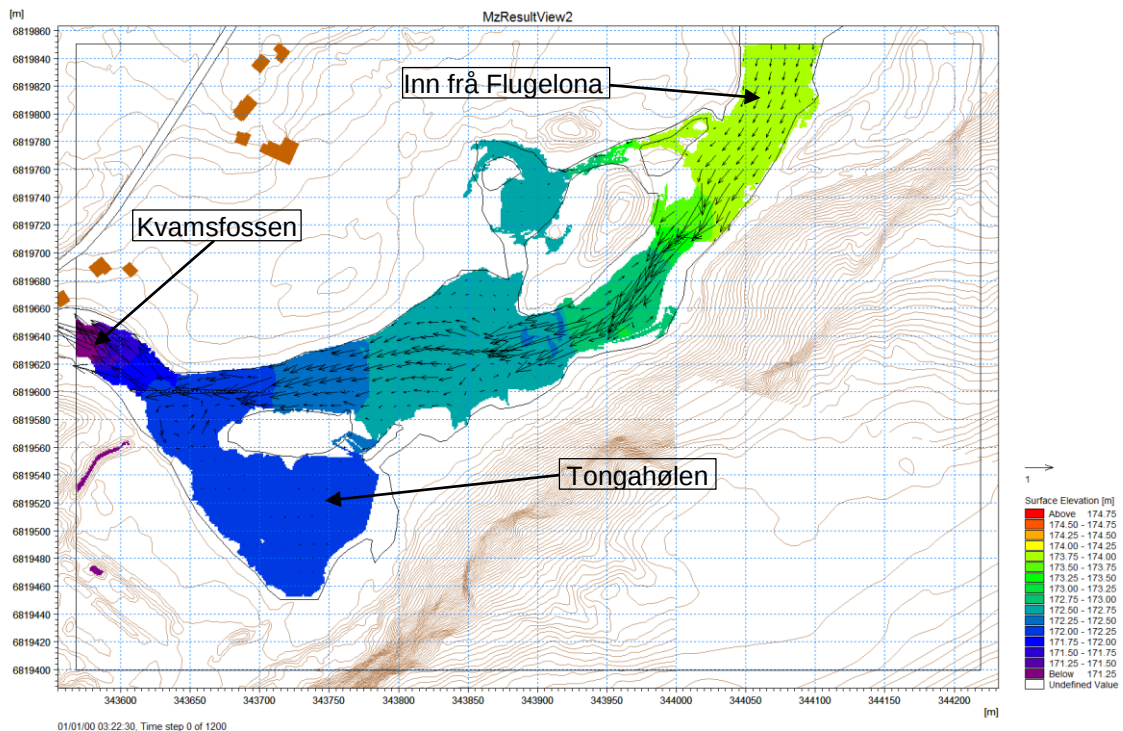 MzResultView2
[m]
6819860
6819840
6819820
6819800
6819780
6819760
6819740
6819720
6819700
6819680
6819660
6819640
6819620
6819600
6819580
6819560
6819540
6819520
6819500
6819480
6819460
6819440
6819420
6819400
Inn frå Flugelona
Kvamsfossen
Tongahølen
343600
343650
343700
343750
343800
343850
343900
343950
344000
344050
344100
344150
344200
[m]
1
Surface Elevation [m]
Above 174.75
174.50 - 174.75
174.25 - 174.50
174.00 - 174.25
173.75 - 174.00
173.50 - 173.75
173.25 - 173.50
173.00 - 173.25
172.75 - 173.00
172.50 - 172.75
172.25 - 172.50
172.00 - 172.25
171.75 - 172.00
171.50 - 171.75
171.25 - 171.50
Below 171.25
Undefined Value
01/01/00 03:22:30, Time step 0 of 1200